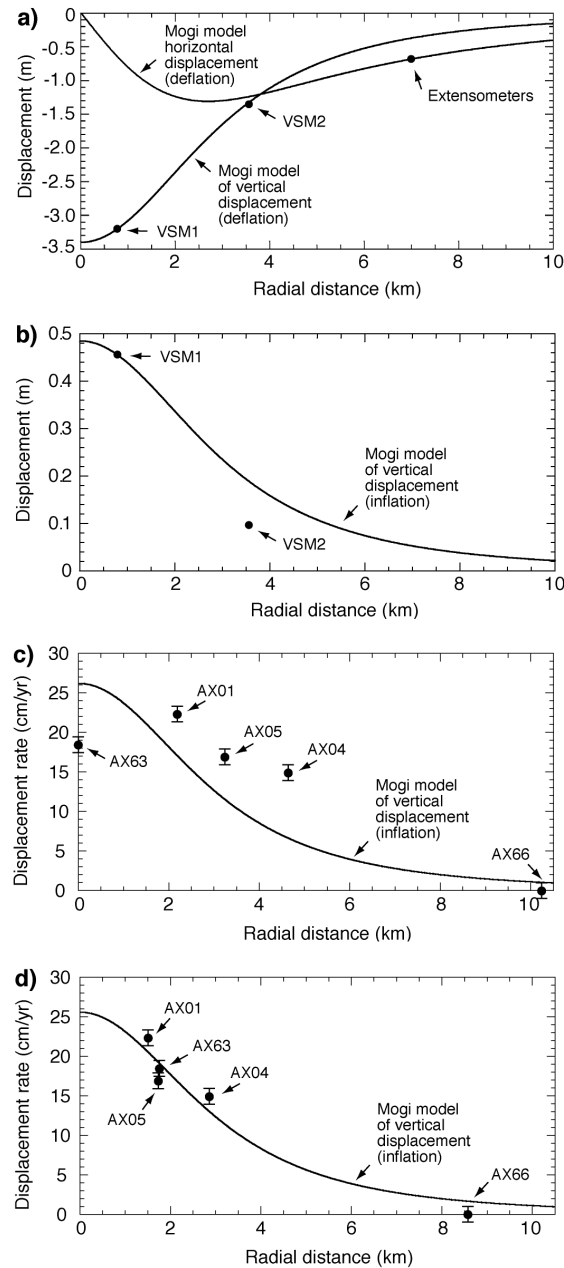 a)
0
-0.5
-1.0
-1.5
-2.0
-2.5
-3.0
-3.5
Displacement (m)
Mogi model
horizontal
displacement
(deflation)
Extensometers
VSM2
Mogi model
of vertical
displacement
(deflation)
VSM1
0 2 4 6 8 10
Radial distance (km)
b)
0.5
0.4
0.3
0.2
0.1
0
Displacement (m)
VSM1
Mogi model
of vertical
displacement
(inflation)
VSM2
0 2 4 6 8 10
Radial distance (km)
c)
30
25
20
15
10
5
0
Displacement rate (cm/yr)
AX01
AX05
AX04
AX63
Mogi model
of vertical
displacement
(inflation)
AX66
0 2 4 6 8 10
Radial distance (km)
d)
30
25
20
15
10
5
0
Displacement rate (cm/yr)
AX01
AX63
AX04
AX05
Mogi model
of vertical
displacement
(inflation)
AX66
0 2 4 6 8 10
Radial distance (km)